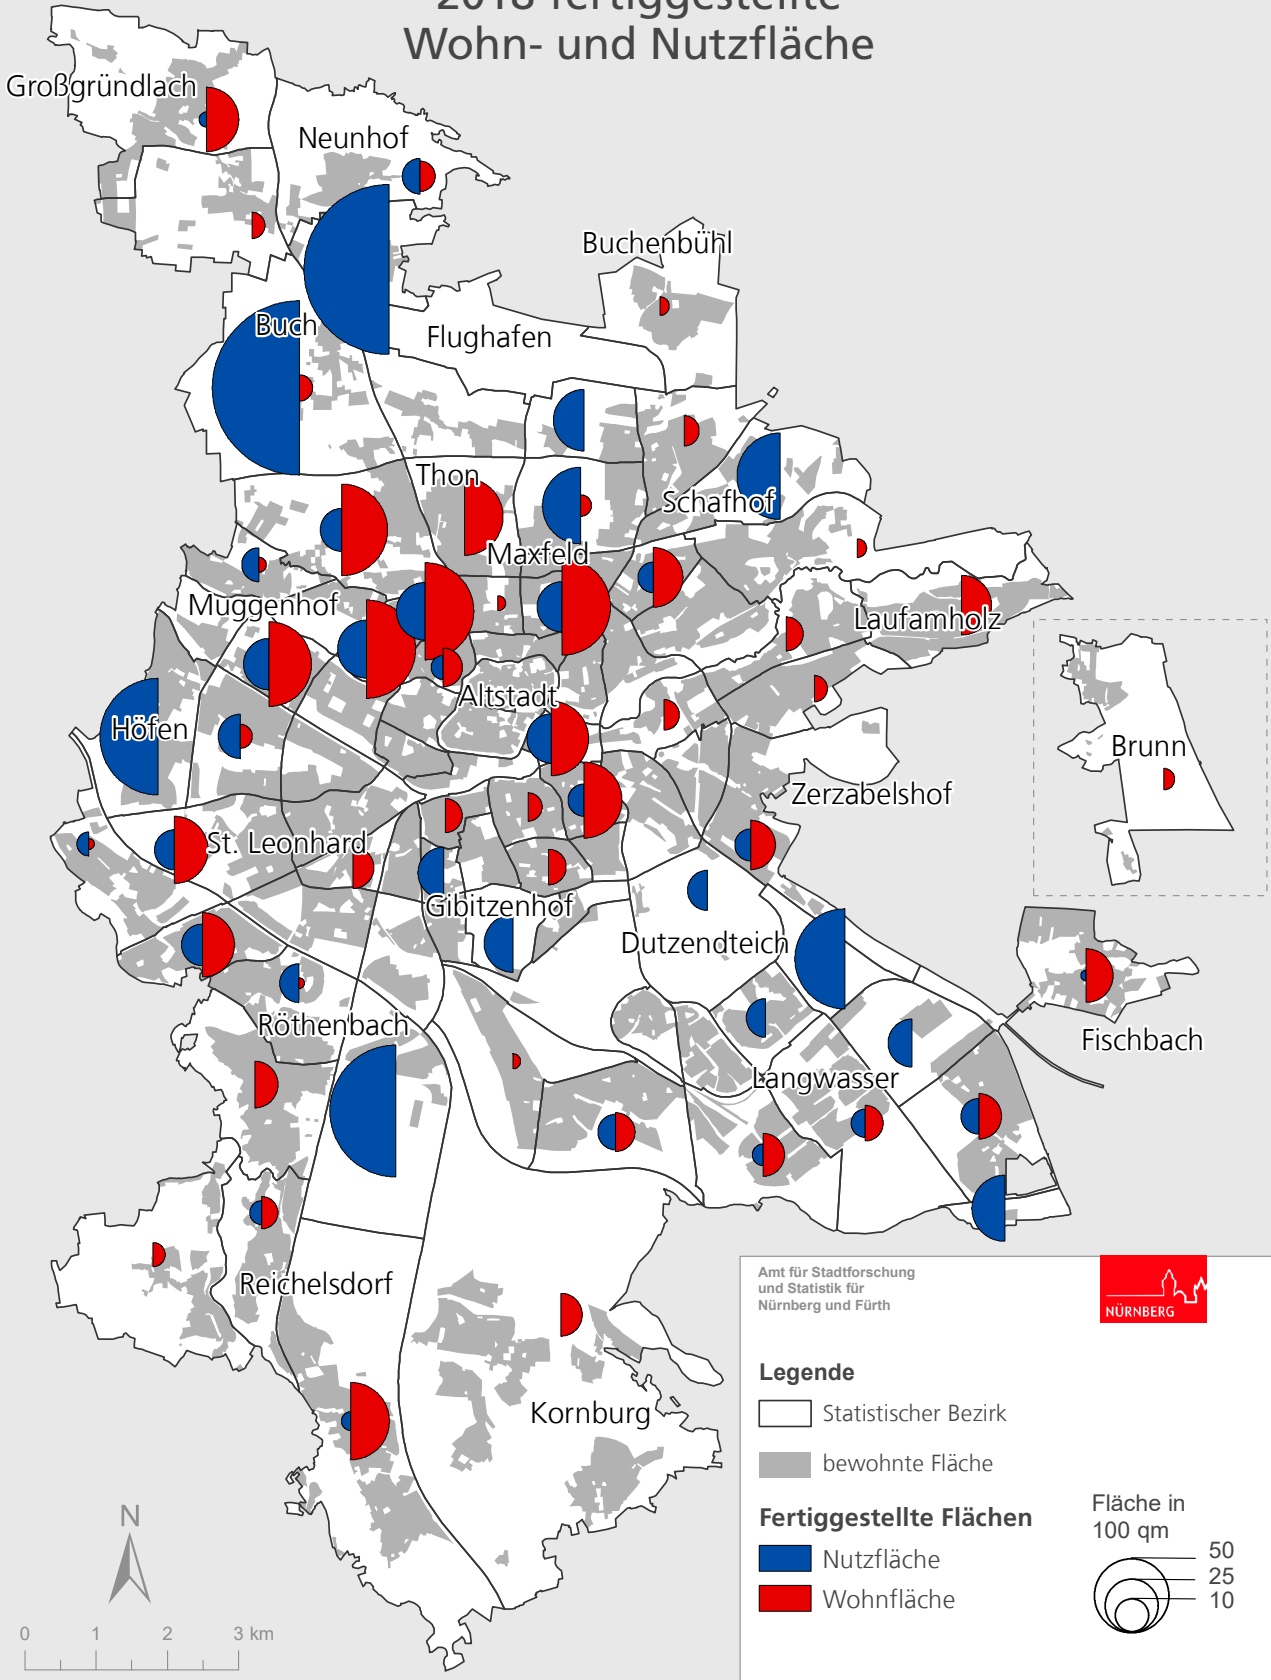 2018 fertiggestellte
Wohn- und Nutzfläche
Großgründlach
Neunhof
Buchenbühl
Buch
Flughafen
Thon
Schafhof
Maxfeld
Muggenhof
Laufamholz
Altstadt
Höfen
Brunn
Zerzabelshof
St. Leonhard
Gibitzenhof
Dutzendteich
Röthenbach
Fischbach
Langwasser
Reichelsdorf
Kornburg
Amt für Stadtforschung
und Statistik für
Nürnberg und Fürth
NÜRNBERG
Legende
Statistischer Bezirk
bewohnte Fläche
Fertiggestellte Flächen
Nutzfläche
Wohnfläche
Fläche in
100 qm
50
25
10
N
0 1 2 3 km